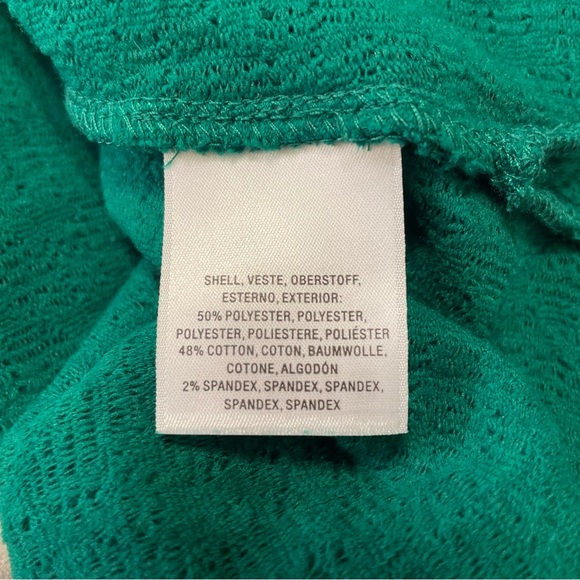 SHELL, VESTE, OBERSTOFF,
ESTERNO, EXTERIOR:
50% POLYESTER, POLYESTER,
POLYESTER, POLIESTERE, POLIÉSTER
48% COTTON, COTON, BAUMWOLLE,
COTONE, ALGODÓN
2% SPANDEX, SPANDEX, SPANDEX,
SPANDEX, SPANDEX